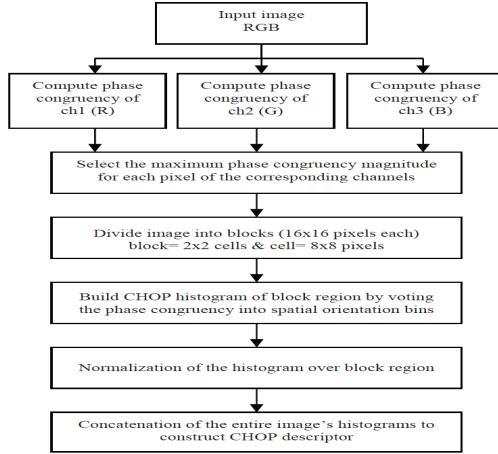 Input image
RGB
Compute phase
congruency of
ch1 (R)
Compute phase
congruency of
ch2 (G)
Compute phase
congruency of
ch3 (B)
Select the maximum phase congruency magnitude
for each pixel of the corresponding channels
Divide image into blocks (16x16 pixels each)
block= 2x2 cells & cell= 8x8 pixels
Build CHOP histogram of block region by voting
the phase congruency into spatial orientation bins
Normalization of the histogram over block region
Concatenation of the entire image's histograms to
construct CHOP descriptor